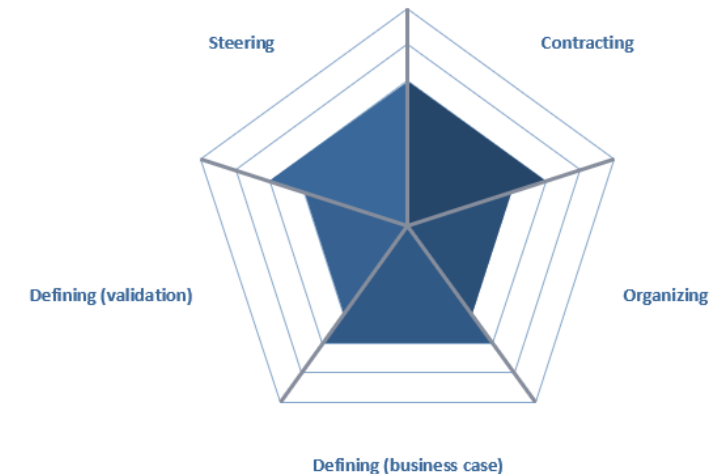 Steering
Contracting
Defining (validation)
Organizing
Defining (business case)